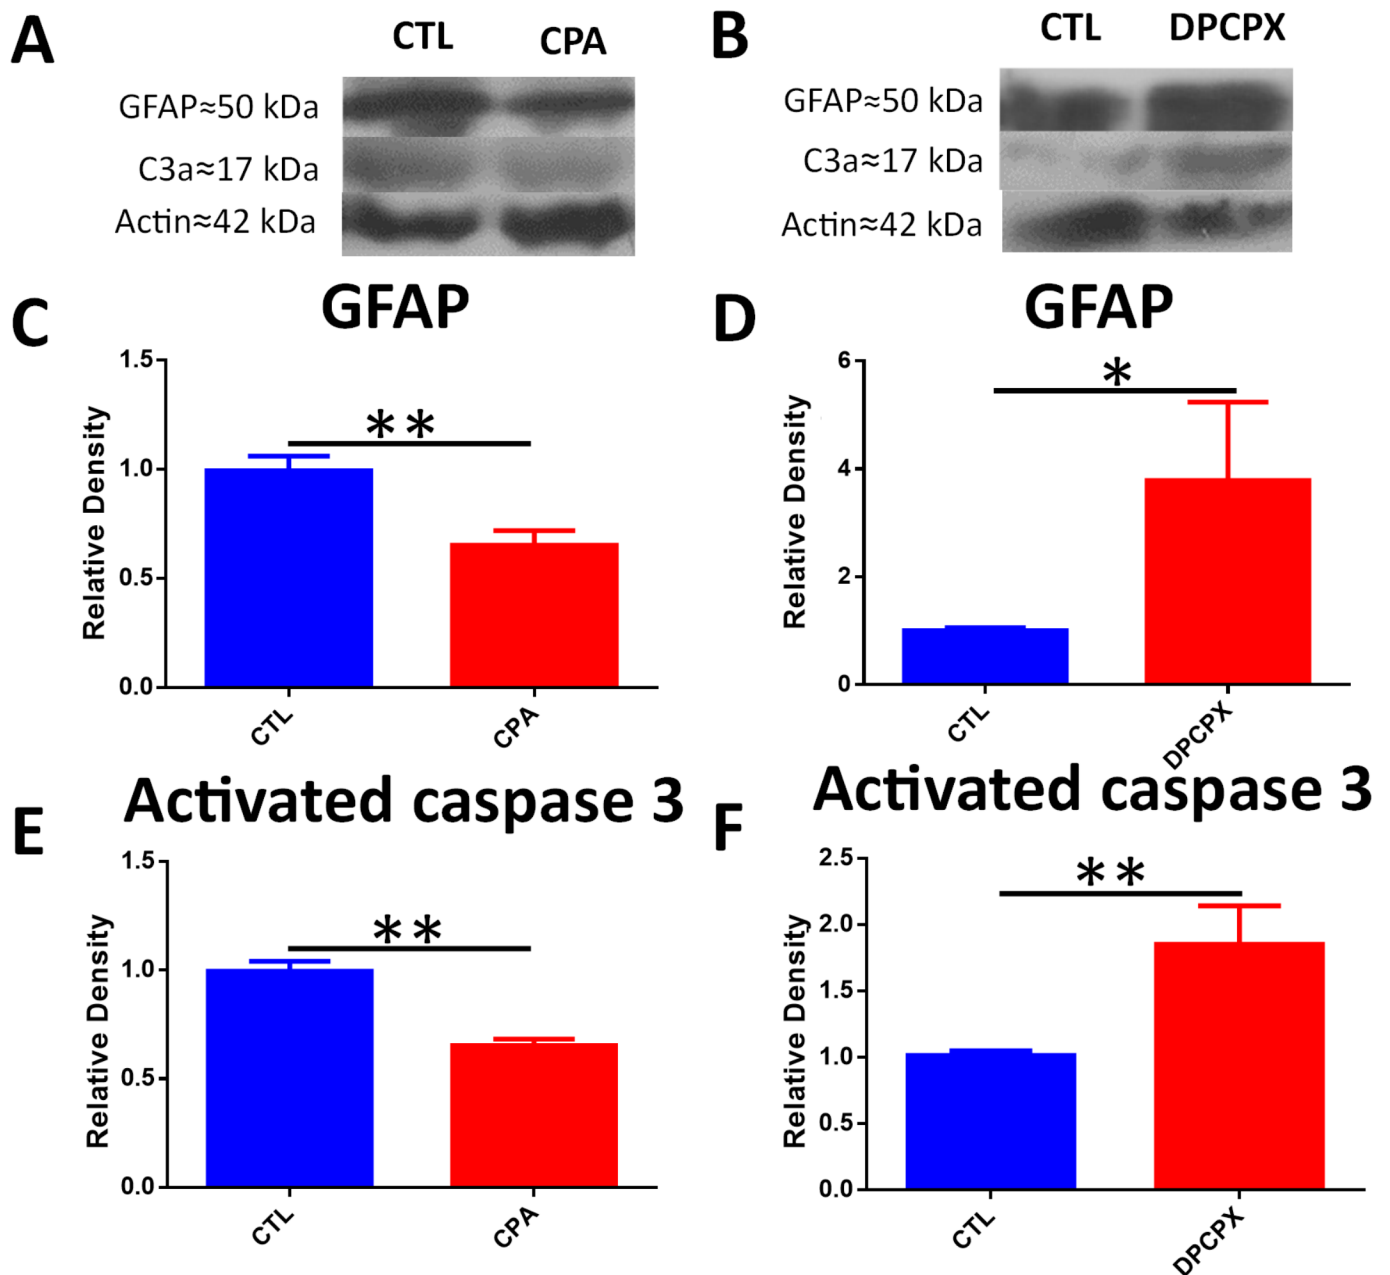 A
CTL
CPA
GFAP≈50 kDa
C3a≈17 kDa
Actin≈42 kDa
B
CTL
DPCPX
GFAP≈50 kDa
C3a≈17 kDa
Actin≈42 kDa
C
GFAP
Relative Density
1.5
1.0
0.5
0.0
**
CTL
CPA
D
GFAP
Relative Density
6
4
2
0
*
CTL
DPCPX
E
Activated caspase 3
Relative Density
1.5
1.0
0.5
0.0
**
CTL
CPA
F
Activated caspase 3
Relative Density
2.5
2.0
1.5
1.0
0.5
0.0
**
CTL
DPCPX